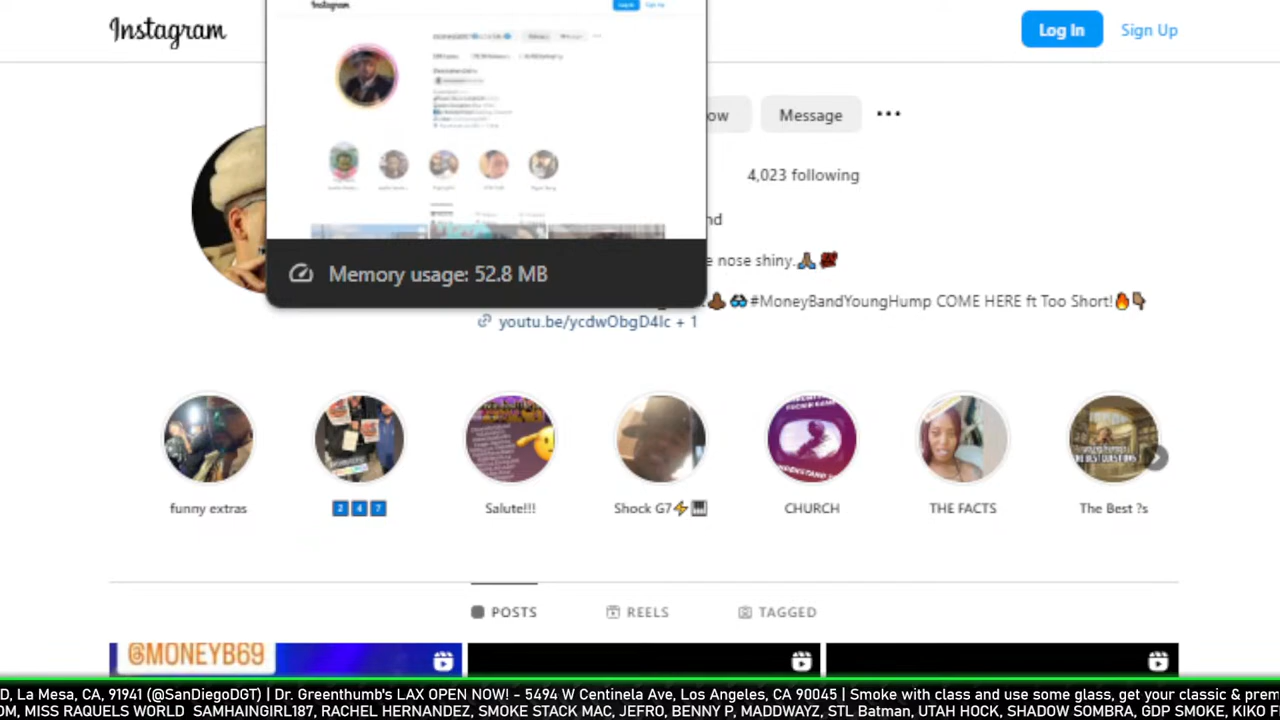 Instagram
Instagram
Log In
Sign Up
Message
4,023 following
nd
Memory usage: 52.8 MB
e nose shiny.🙏🏽💯
👃🏾👓 #MoneyBandYoungHump COME HERE ft Too Short!🔥👇🏽
youtu.be/ycdwObgD4lc + 1
funny extras
2 4 7
Salute!!!
Shock G7⚡🎹
CHURCH
THE FACTS
The Best ?s
POSTS
REELS
TAGGED
@MONEYB69
D, La Mesa, CA, 91941 (@SanDiegoDGT) | Dr. Greenthumb's LAX OPEN NOW! - 5494 W Centinela Ave, Los Angeles, CA 90045 | Smoke with class and use some glass, get your classic & prem
OM, MISS RAQUELS WORLD SAMHAINGIRL187, RACHEL HERNANDEZ, SMOKE STACK MAC, JEFRO, BENNY P, MADDWAYZ, STL Batman, UTAH HOCK, SHADOW SOMBRA, GDP SMOKE, KIKO F